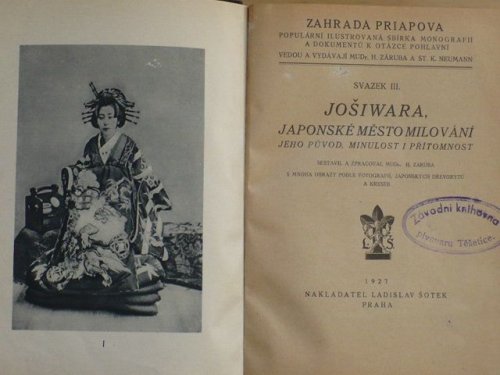 I
ZAHRADA PRIAPOVA
POPULÁRNÍ ILUSTROVANÁ SBÍRKA MONOGRAFIÍ
A DOKUMENTŮ K OTÁZCE POHLAVNÍ
VEDOU A VYDÁVAJÍ MUDr. H. ZÁRUBA A ST. K. NEUMANN
SVAZEK III.
JOŠIWARA,
JAPONSKÉ MĚSTO MILOVÁNÍ
JEHO PŮVOD, MINULOST I PŘÍTOMNOST
SESTAVIL A ZPRACOVAL MUDr. H. ZÁRUBA
S MNOHA OBRAZY PODLE FOTOGRAFIÍ, JAPONSKÝCH DŘEVORYTŮ
A KRESEB
L Š
Závodní knihovna
pivovaru Těšetice
1927
NAKLADATEL LADISLAV ŠOTEK
PRAHA